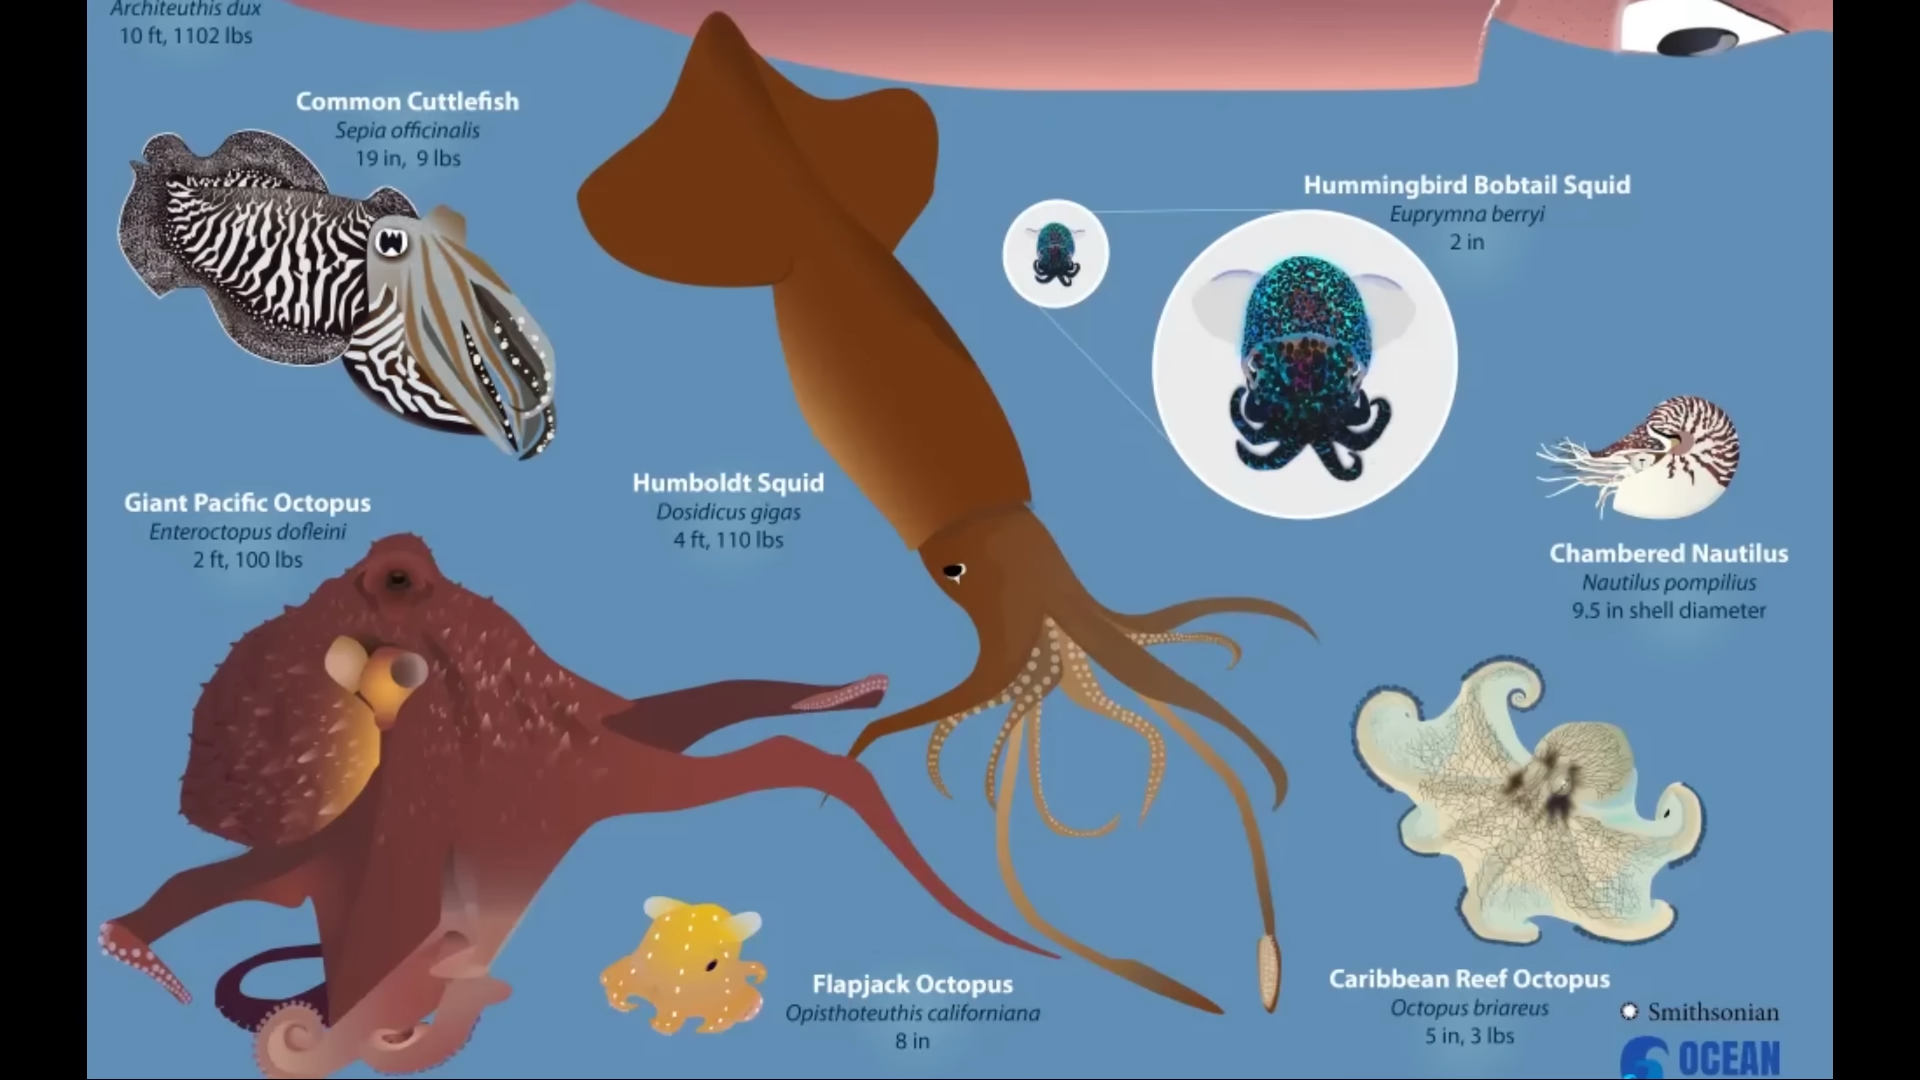 Architeuthis dux
10 ft, 1102 lbs
Common Cuttlefish
Sepia officinalis
19 in, 9 lbs
Hummingbird Bobtail Squid
Euprymna berryi
2 in
Humboldt Squid
Dosidicus gigas
4 ft, 110 lbs
Giant Pacific Octopus
Enteroctopus dofleini
2 ft, 100 lbs
Chambered Nautilus
Nautilus pompilius
9.5 in shell diameter
Flapjack Octopus
Opisthoteuthis californiana
8 in
Caribbean Reef Octopus
Octopus briareus
5 in, 3 lbs
Smithsonian
OCEAN